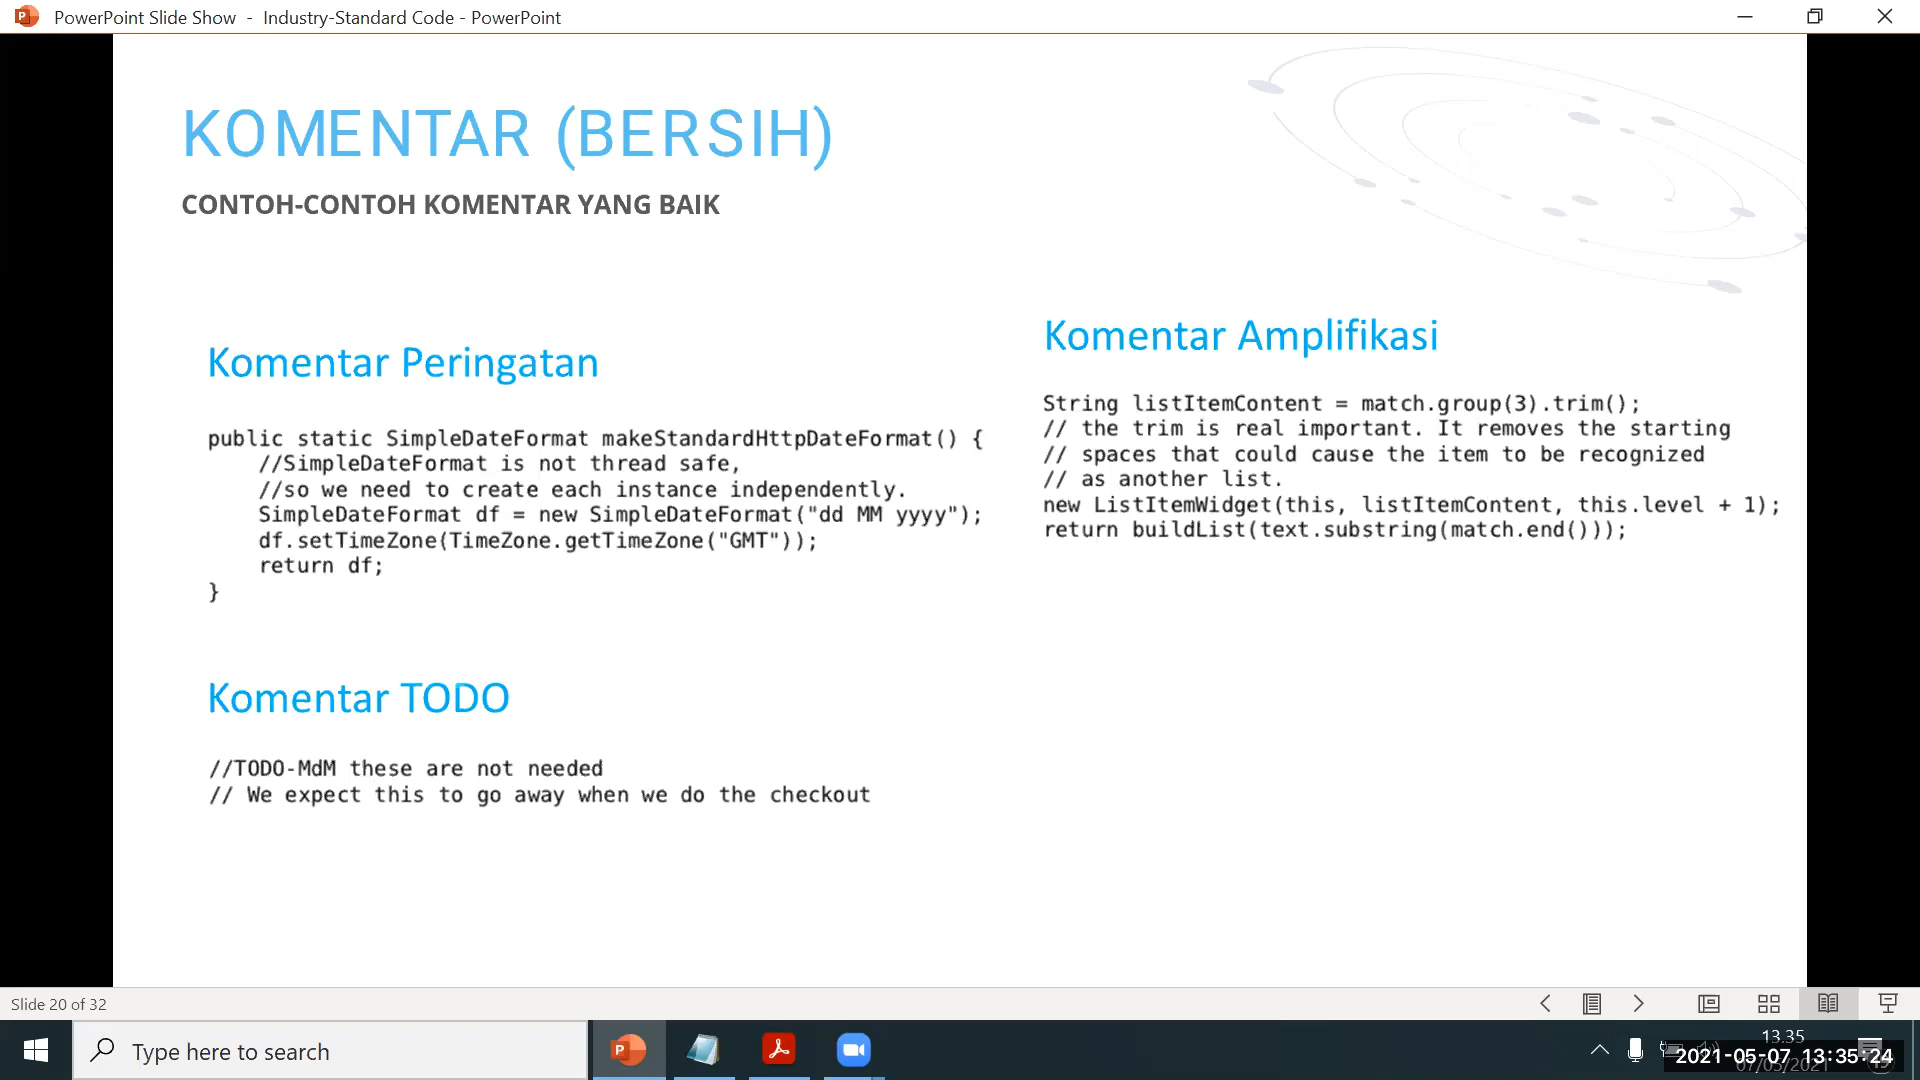 PowerPoint Slide Show - Industry-Standard Code - PowerPoint
KOMENTAR (BERSIH)
CONTOH-CONTOH KOMENTAR YANG BAIK
Komentar Peringatan
public static SimpleDateFormat makeStandardHttpDateFormat() {
//SimpleDateFormat is not thread safe,
//so we need to create each instance independently.
SimpleDateFormat df = new SimpleDateFormat("dd MM yyyy");
df.setTimeZone(TimeZone.getTimeZone("GMT"));
return df;
}
Komentar TODO
//TODO-MdM these are not needed
// We expect this to go away when we do the checkout
Komentar Amplifikasi
String listItemContent = match.group(3).trim();
// the trim is real important. It removes the starting
// spaces that could cause the item to be recognized
// as another list.
new ListItemWidget(this, listItemContent, this.level + 1);
return buildList(text.substring(match.end()));
Slide 20 of 32
Type here to search
13.35
2021-05-07 13:35:24